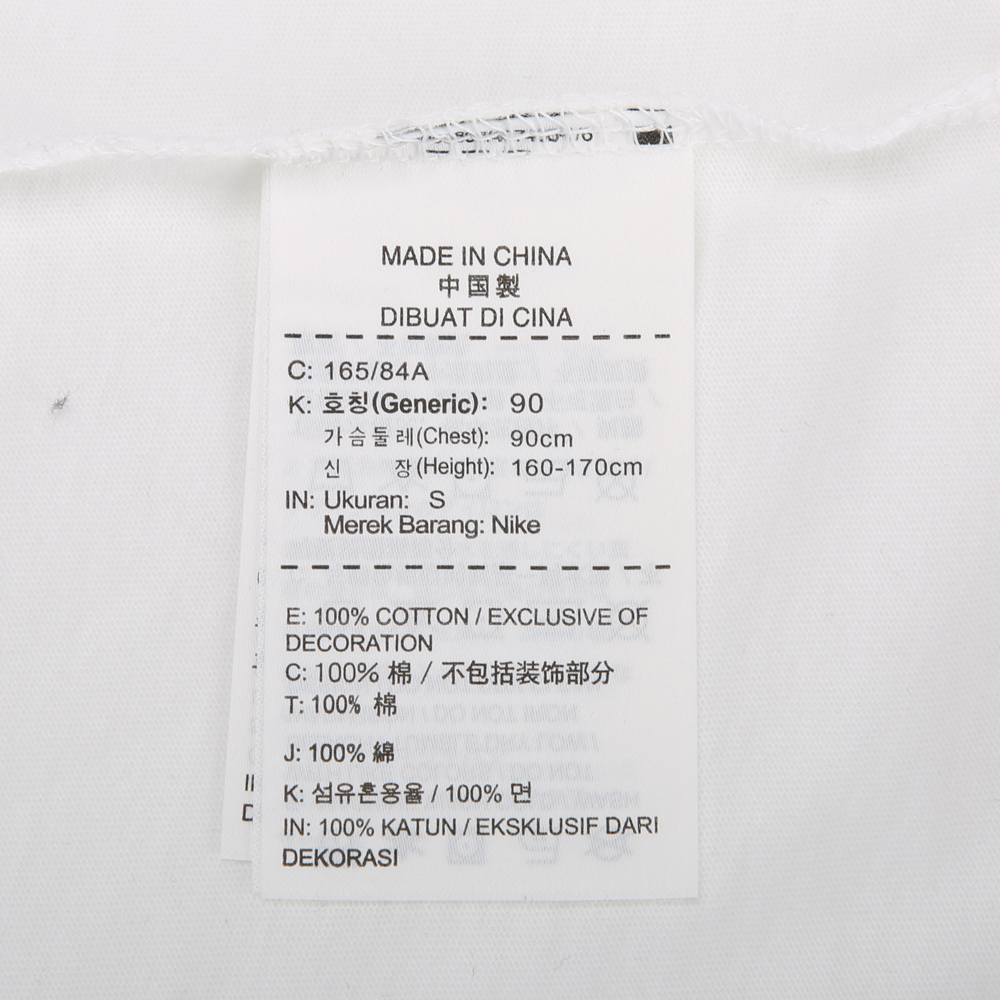 MADE IN CHINA
中国製
DIBUAT DI CINA
C: 165/84A
K: 호칭(Generic): 90
가슴둘레(Chest): 90cm
신 장(Height): 160-170cm
IN: Ukuran: S
Merek Barang: Nike
E: 100% COTTON / EXCLUSIVE OF
DECORATION
C: 100% 棉 / 不包括装饰部分
T: 100% 棉
J: 100% 綿
K: 섬유혼용율 / 100% 면
IN: 100% KATUN / EKSKLUSIF DARI
DEKORASI